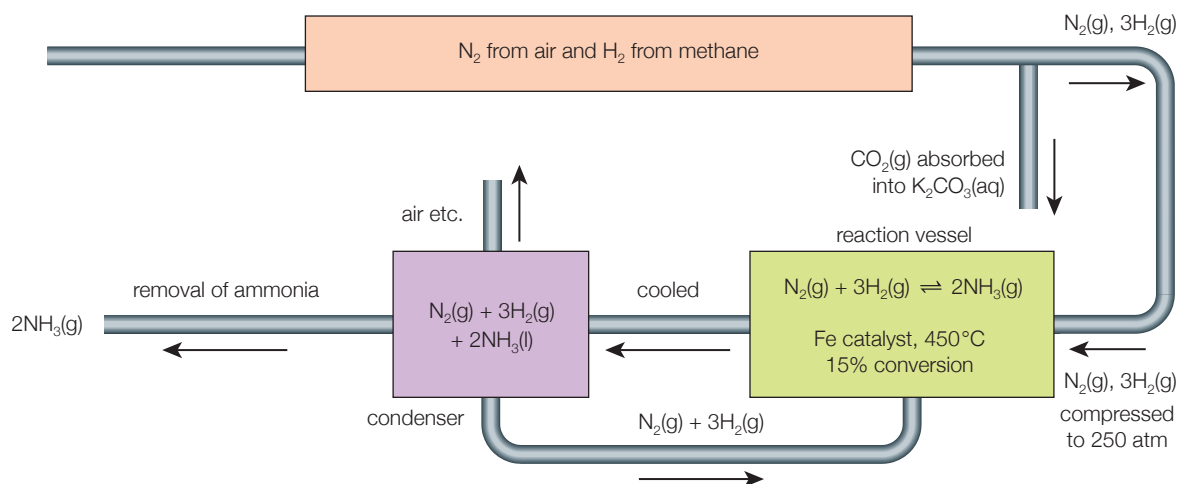 N₂(g), 3H₂(g)
N₂ from air and H₂ from methane
CO₂(g) absorbed
into K₂CO₃(aq)
air etc.
reaction vessel
removal of ammonia
cooled
N₂(g) + 3H₂(g) ⇌ 2NH₃(g)
2NH₃(g)
N₂(g) + 3H₂(g)
+ 2NH₃(l)
Fe catalyst, 450°C
15% conversion
N₂(g), 3H₂(g)
compressed
to 250 atm
condenser
N₂(g) + 3H₂(g)